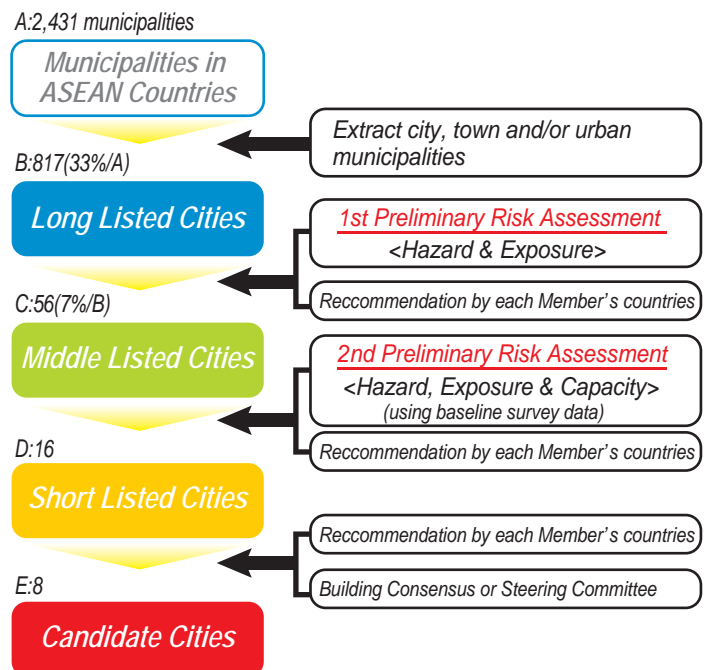 A:2,431 municipalities
Municipalities in
ASEAN Countries
Extract city, town and/or urban
municipalities
B:817(33%/A)
Long Listed Cities
1st Preliminary Risk Assessment
<Hazard & Exposure>
Reccommendation by each Member's countries
C:56(7%/B)
Middle Listed Cities
2nd Preliminary Risk Assessment
<Hazard, Exposure & Capacity>
(using baseline survey data)
Reccommendation by each Member's countries
D:16
Short Listed Cities
Reccommendation by each Member's countries
Building Consensus or Steering Committee
E:8
Candidate Cities